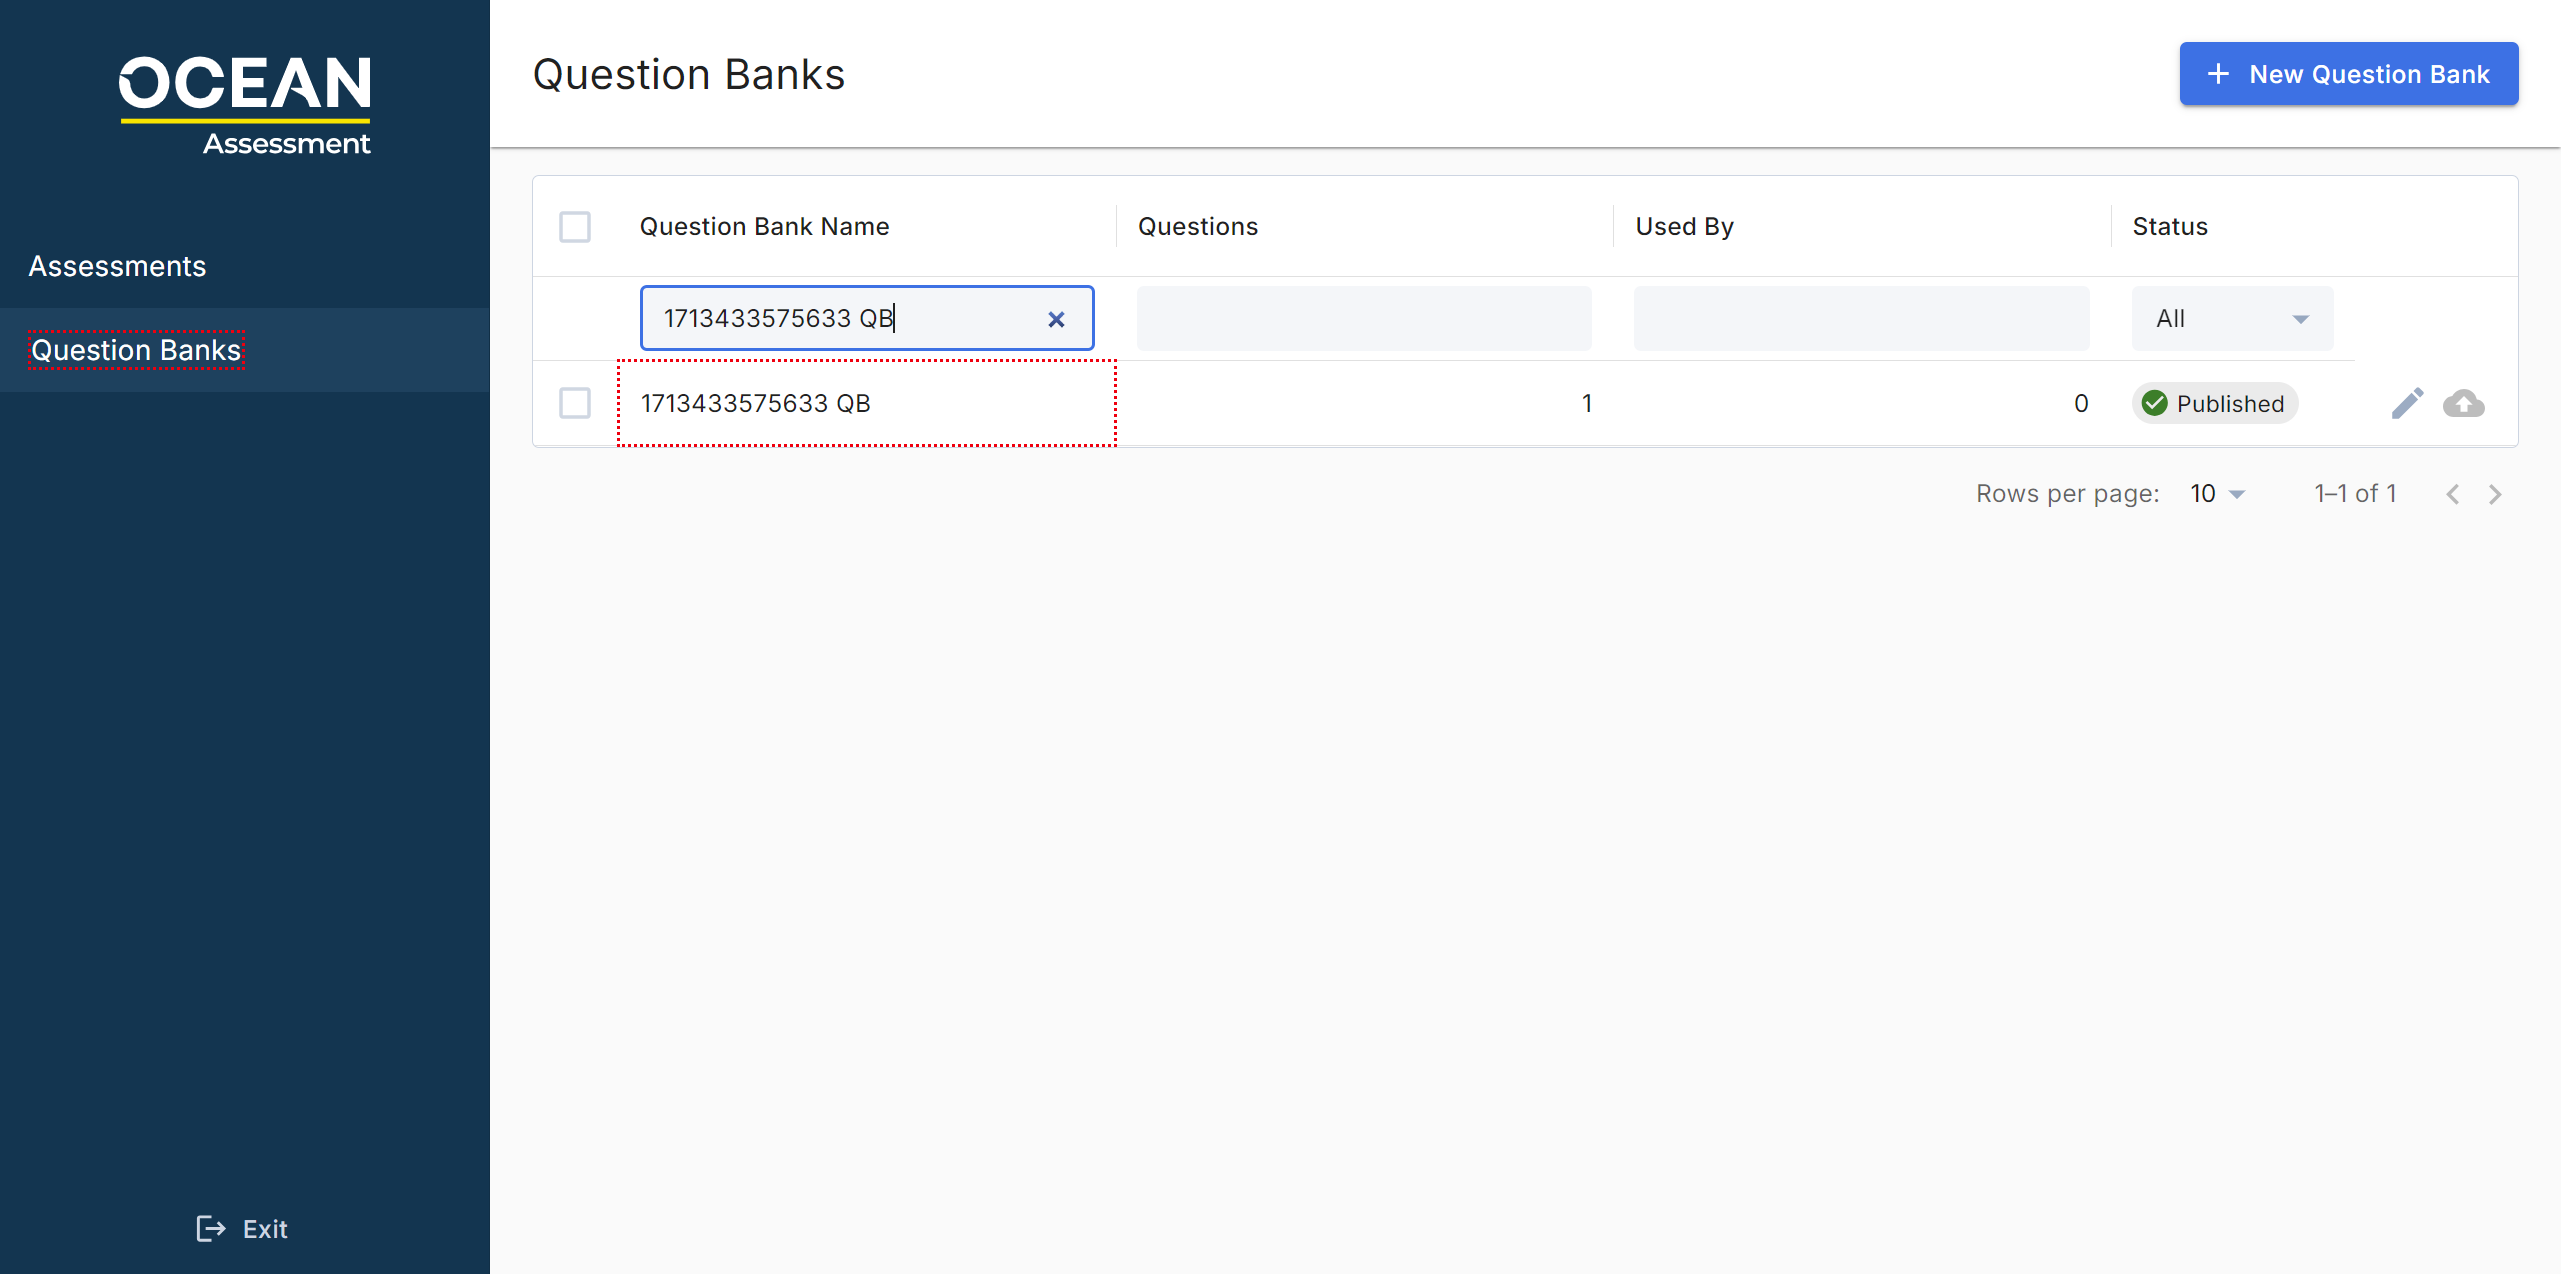 OCEAN
Assessment
Assessments
Question Banks
Exit
Question Banks
New Question Bank
Question Bank Name Questions Used By Status
1713433575633 QB All
1713433575633 QB 1 0 Published
Rows per page: 10 1–1 of 1